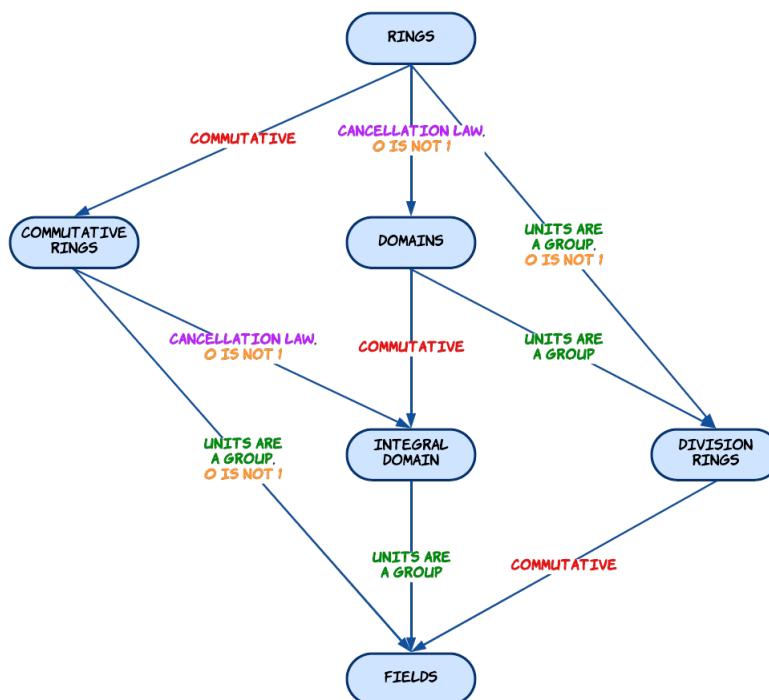 RINGS
COMMUTATIVE
CANCELLATION LAW,
0 IS NOT 1
COMMUTATIVE
RINGS
DOMAINS
UNITS ARE
A GROUP,
0 IS NOT 1
CANCELLATION LAW,
0 IS NOT 1
COMMUTATIVE
UNITS ARE
A GROUP
UNITS ARE
A GROUP,
0 IS NOT 1
INTEGRAL
DOMAIN
DIVISION
RINGS
UNITS ARE
A GROUP
COMMUTATIVE
FIELDS